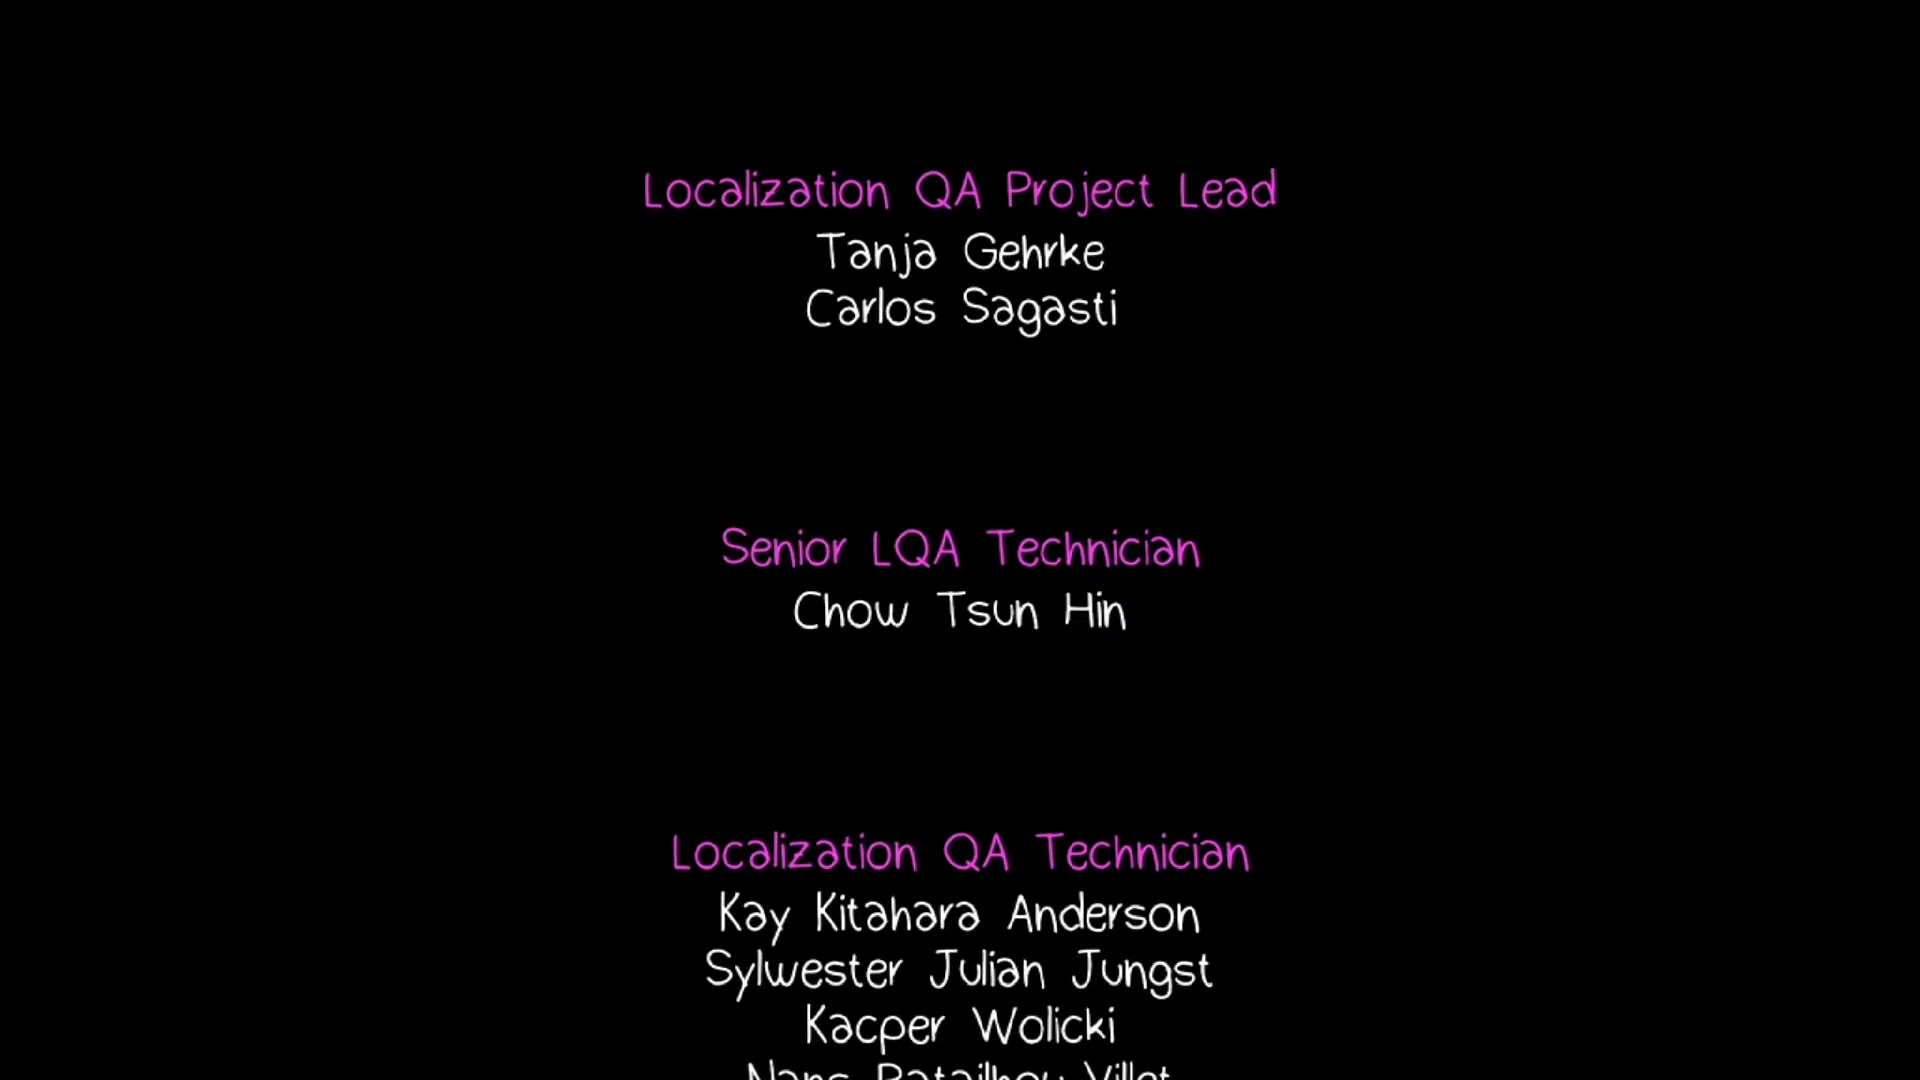 Localization QA Project Lead
Tanja Gehrke
Carlos Sagasti
Senior LQA Technician
Chow Tsun Hin
Localization QA Technician
Kay Kitahara Anderson
Sylwester Julian Jungst
Kacper Wolicki